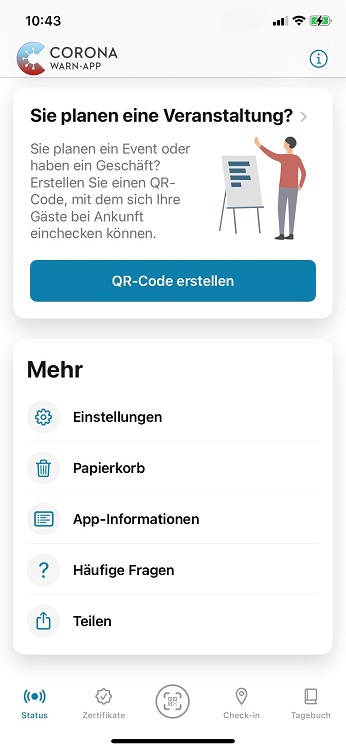 10:43
CORONA
WARN-APP
Sie planen eine Veranstaltung?
Sie planen ein Event oder
haben ein Geschäft?
Erstellen Sie einen QR-
Code, mit dem sich Ihre
Gäste bei Ankunft
einchecken können.
QR-Code erstellen
Mehr
Einstellungen
Papierkorb
App-Informationen
Häufige Fragen
Teilen
Status Zertifikate Check-in Tagebuch